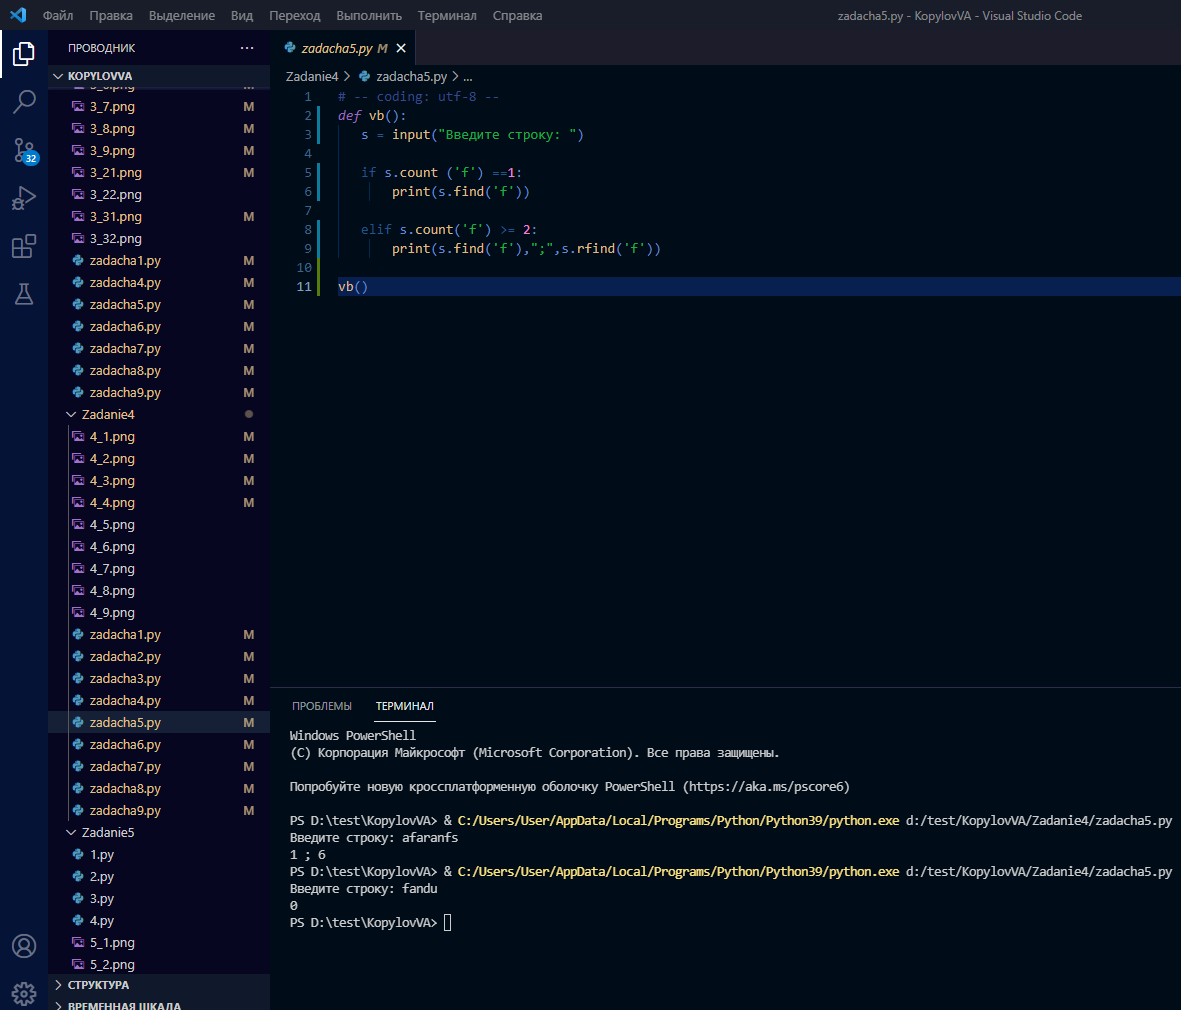 Файл Правка Выделение Вид Переход Выполнить Терминал Справка zadacha5.py - KopylovVA - Visual Studio Code
ПРОВОДНИК ...
KOPYLOVVA
3_7.png M
3_8.png M
3_9.png M
3_21.png M
3_22.png
3_31.png M
3_32.png
zadacha1.py M
zadacha4.py M
zadacha5.py M
zadacha6.py M
zadacha7.py M
zadacha8.py M
zadacha9.py M
Zadanie4
4_1.png M
4_2.png M
4_3.png M
4_4.png M
4_5.png
4_6.png
4_7.png
4_8.png
4_9.png
zadacha1.py M
zadacha2.py M
zadacha3.py M
zadacha4.py M
zadacha5.py M
zadacha6.py M
zadacha7.py M
zadacha8.py M
zadacha9.py M
Zadanie5
1.py
2.py
3.py
4.py
5_1.png
5_2.png
СТРУКТУРА
ВРЕМЕННАЯ ШКАЛА
32
zadacha5.py M
Zadanie4 > zadacha5.py > ...
1 # -- coding: utf-8 --
2 def vb():
3 s = input("Введите строку: ")
4
5 if s.count ('f') ==1:
6 print(s.find('f'))
7
8 elif s.count('f') >= 2:
9 print(s.find('f'),";",s.rfind('f'))
10
11 vb()
ПРОБЛЕМЫ ТЕРМИНАЛ
Windows PowerShell
(C) Корпорация Майкрософт (Microsoft Corporation). Все права защищены.
Попробуйте новую кроссплатформенную оболочку PowerShell (https://aka.ms/pscore6)
PS D:\test\KopylovVA> & C:/Users/User/AppData/Local/Programs/Python/Python39/python.exe d:/test/KopylovVA/Zadanie4/zadacha5.py
Введите строку: afaranfs
1 ; 6
PS D:\test\KopylovVA> & C:/Users/User/AppData/Local/Programs/Python/Python39/python.exe d:/test/KopylovVA/Zadanie4/zadacha5.py
Введите строку: fandu
0
PS D:\test\KopylovVA>